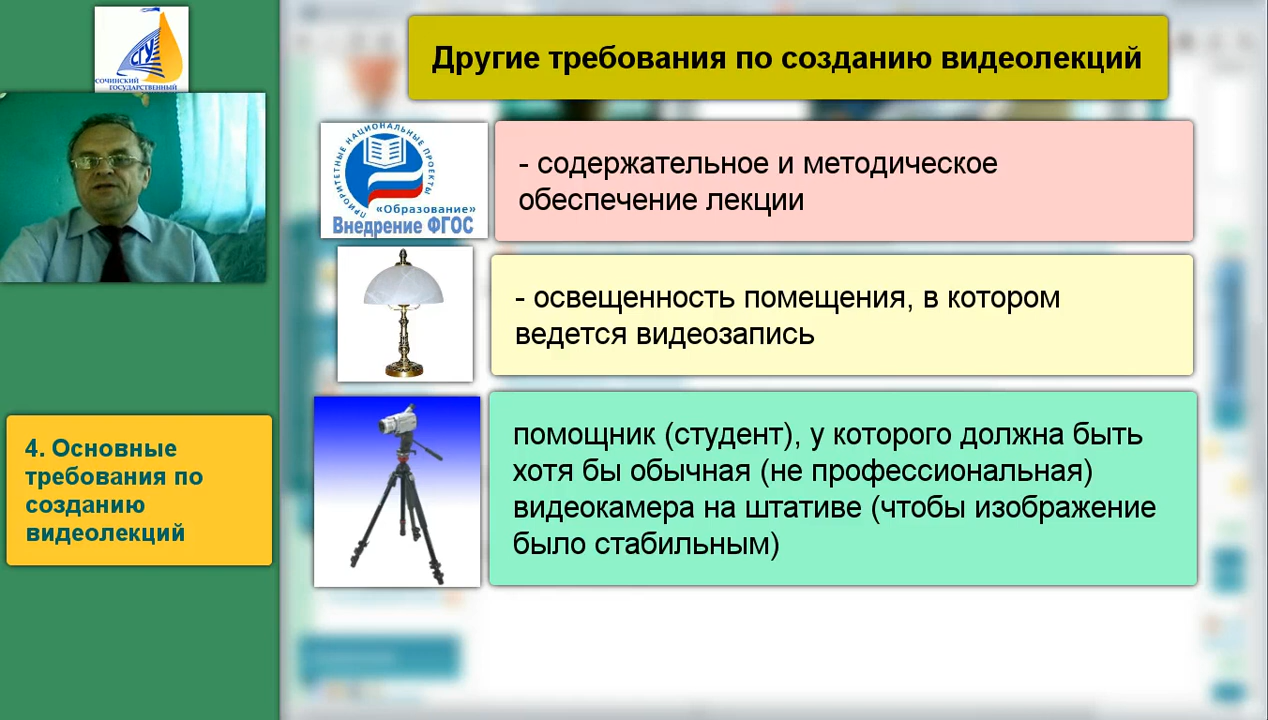 СГУ
СОЧИНСКИЙ
ГОСУДАРСТВЕННЫЙ
Другие требования по созданию видеолекций
ПРИОРИТЕТНЫЕ НАЦИОНАЛЬНЫЕ ПРОЕКТЫ
«Образование»
Внедрение ФГОС
- содержательное и методическое
обеспечение лекции
- освещенность помещения, в котором
ведется видеозапись
помощник (студент), у которого должна быть
хотя бы обычная (не профессиональная)
видеокамера на штативе (чтобы изображение
было стабильным)
4. Основные
требования по
созданию
видеолекций